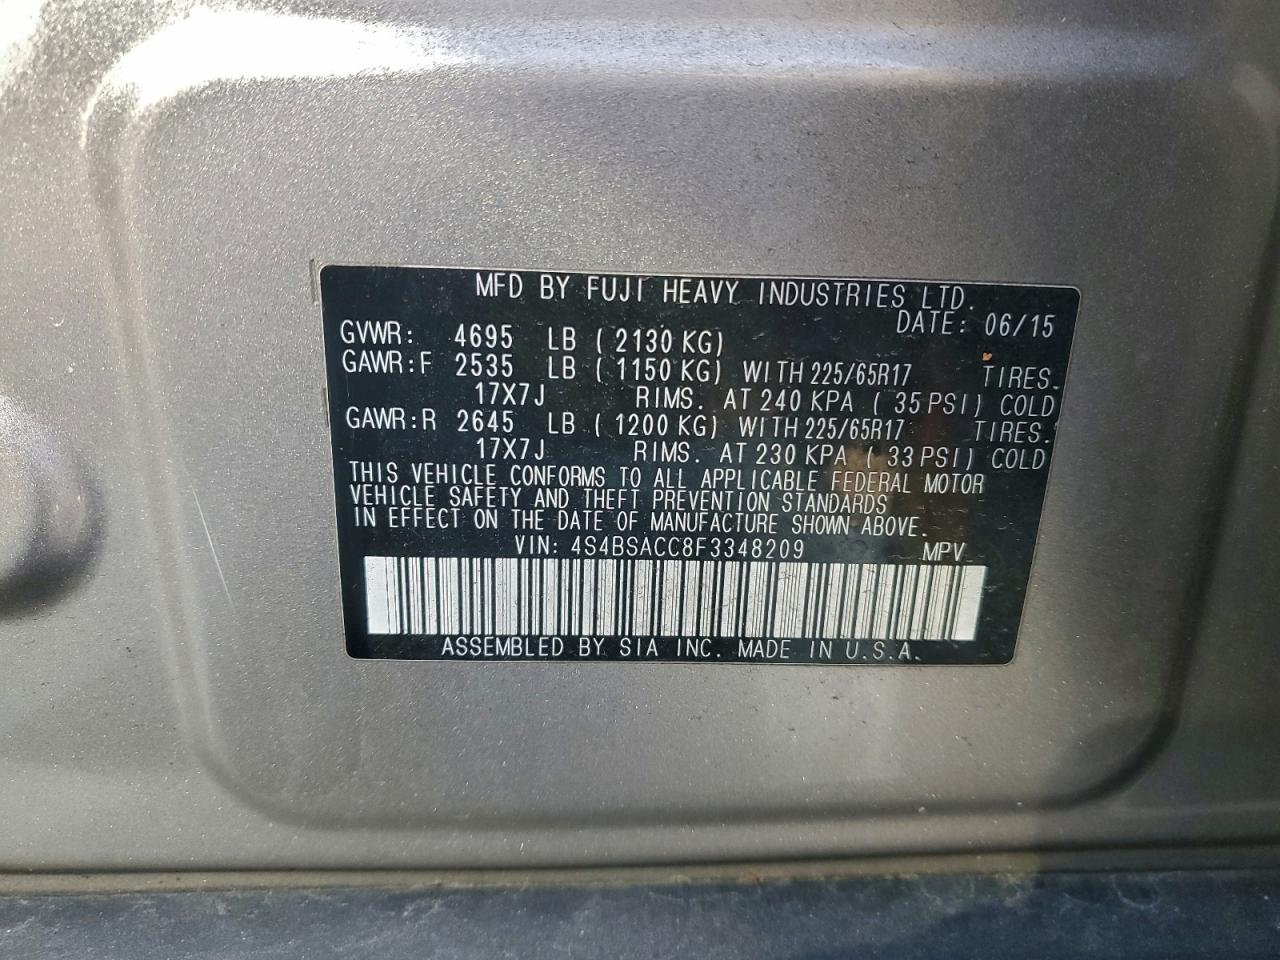 MFD BY FUJI HEAVY INDUSTRIES LTD.
DATE: 06/15
GVWR: 4695 LB ( 2130 KG)
GAWR:F 2535 LB ( 1150 KG) WITH 225/65R17 TIRES.
17X7J RIMS. AT 240 KPA ( 35 PSI) COLD
GAWR:R 2645 LB ( 1200 KG) WITH 225/65R17 TIRES.
17X7J RIMS. AT 230 KPA ( 33 PSI) COLD
THIS VEHICLE CONFORMS TO ALL APPLICABLE FEDERAL MOTOR
VEHICLE SAFETY AND THEFT PREVENTION STANDARDS
IN EFFECT ON THE DATE OF MANUFACTURE SHOWN ABOVE.
VIN: 4S4BSACC8F3348209 MPV
ASSEMBLED BY SIA INC. MADE IN U.S.A.